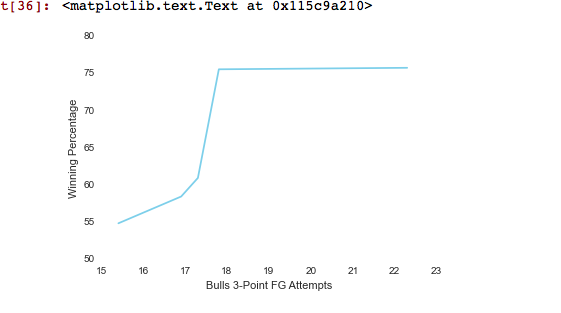 t[36]: <matplotlib.text.Text at 0x115c9a210>
80
75
70
65
60
55
50
Winning Percentage
15 16 17 18 19 20 21 22 23
Bulls 3-Point FG Attempts